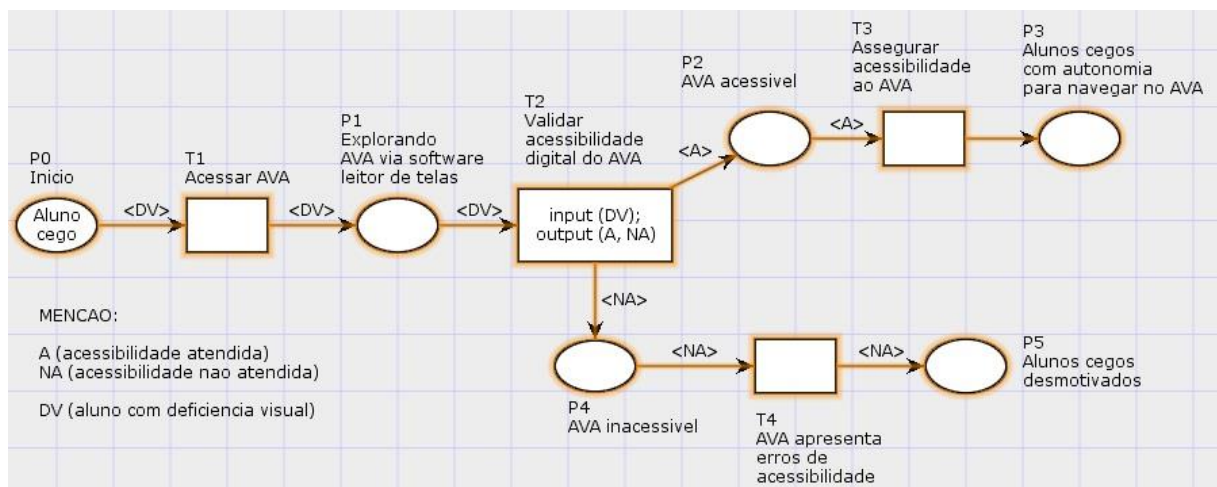 P0
Inicio
Aluno
cego
<DV>
T1
Acessar AVA
<DV>
P1
Explorando
AVA via software
leitor de telas
<DV>
T2
Validar
acessibilidade
digital do AVA
input (DV);
output (A, NA)
<A>
P2
AVA acessivel
<A>
T3
Assegurar
acessibilidade
ao AVA
P3
Alunos cegos
com autonomia
para navegar no AVA
<NA>
P4
AVA inacessivel
<NA>
T4
AVA apresenta
erros de
acessibilidade
<NA>
P5
Alunos cegos
desmotivados
MENCAO:
A (acessibilidade atendida)
NA (acessibilidade nao atendida)
DV (aluno com deficiencia visual)